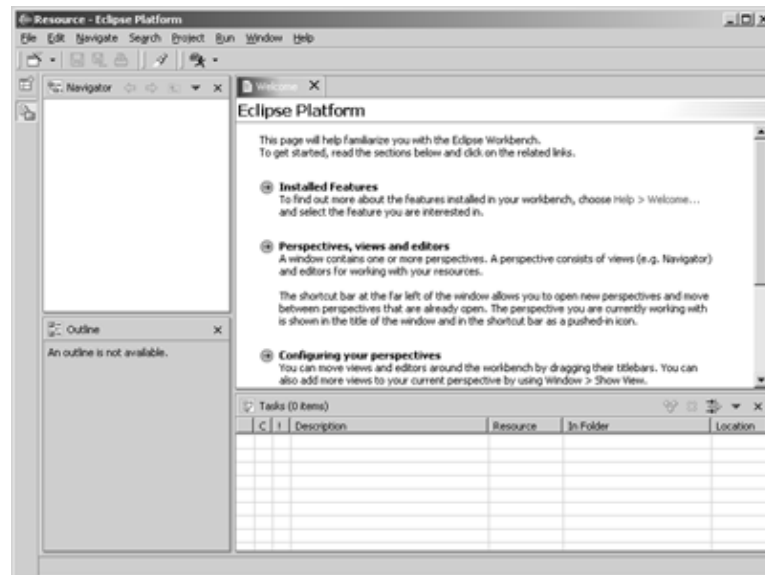 Resource - Eclipse Platform
File Edit Navigate Search Project Run Window Help
Navigator
Welcome
Eclipse Platform
This page will help familiarize you with the Eclipse Workbench.
To get started, read the sections below and click on the related links.
Installed Features
To find out more about the features installed in your workbench, choose Help > Welcome...
and select the feature you are interested in.
Perspectives, views and editors
A window contains one or more perspectives. A perspective consists of views (e.g. Navigator)
and editors for working with your resources.
The shortcut bar at the far left of the window allows you to open new perspectives and move
between perspectives that are already open. The perspective you are currently working with
is shown in the title of the window and in the shortcut bar as a pushed-in icon.
Configuring your perspectives
You can move views and editors around the workbench by dragging their titlebars. You can
also add more views to your current perspective by using Window > Show View.
Outline
An outline is not available.
Tasks (0 items)
C ! Description Resource In Folder Location